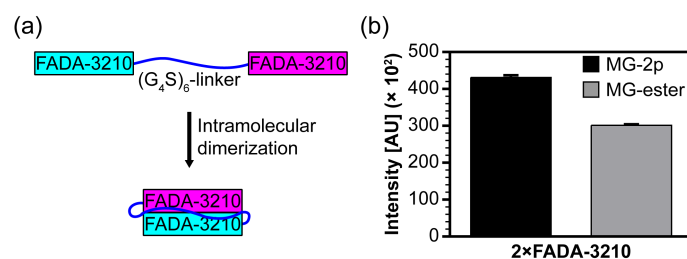 (a)
FADA-3210
FADA-3210
(G₄S)₆-linker
Intramolecular
dimerization
FADA-3210
FADA-3210
(b)
Intensity [AU] (× 10²)
500
400
300
200
100
0
MG-2p
MG-ester
2×FADA-3210